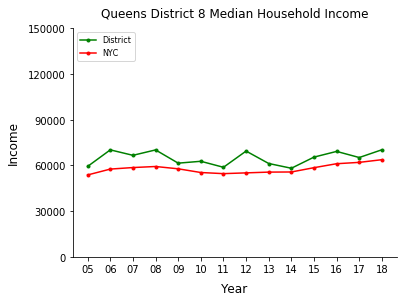 Queens District 8 Median Household Income
150000
120000
90000
60000
30000
0
Income
District
NYC
05 06 07 08 09 10 11 12 13 14 15 16 17 18
Year